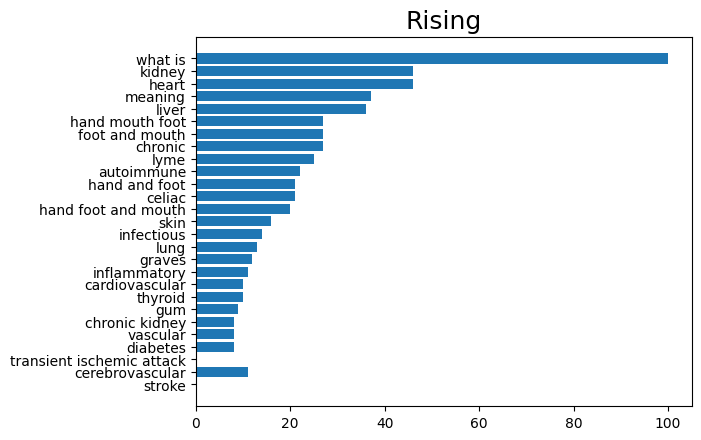 Rising
what is
kidney
heart
meaning
liver
hand mouth foot
foot and mouth
chronic
lyme
autoimmune
hand and foot
celiac
hand foot and mouth
skin
infectious
lung
graves
inflammatory
cardiovascular
thyroid
gum
chronic kidney
vascular
diabetes
transient ischemic attack
cerebrovascular
stroke
0 20 40 60 80 100